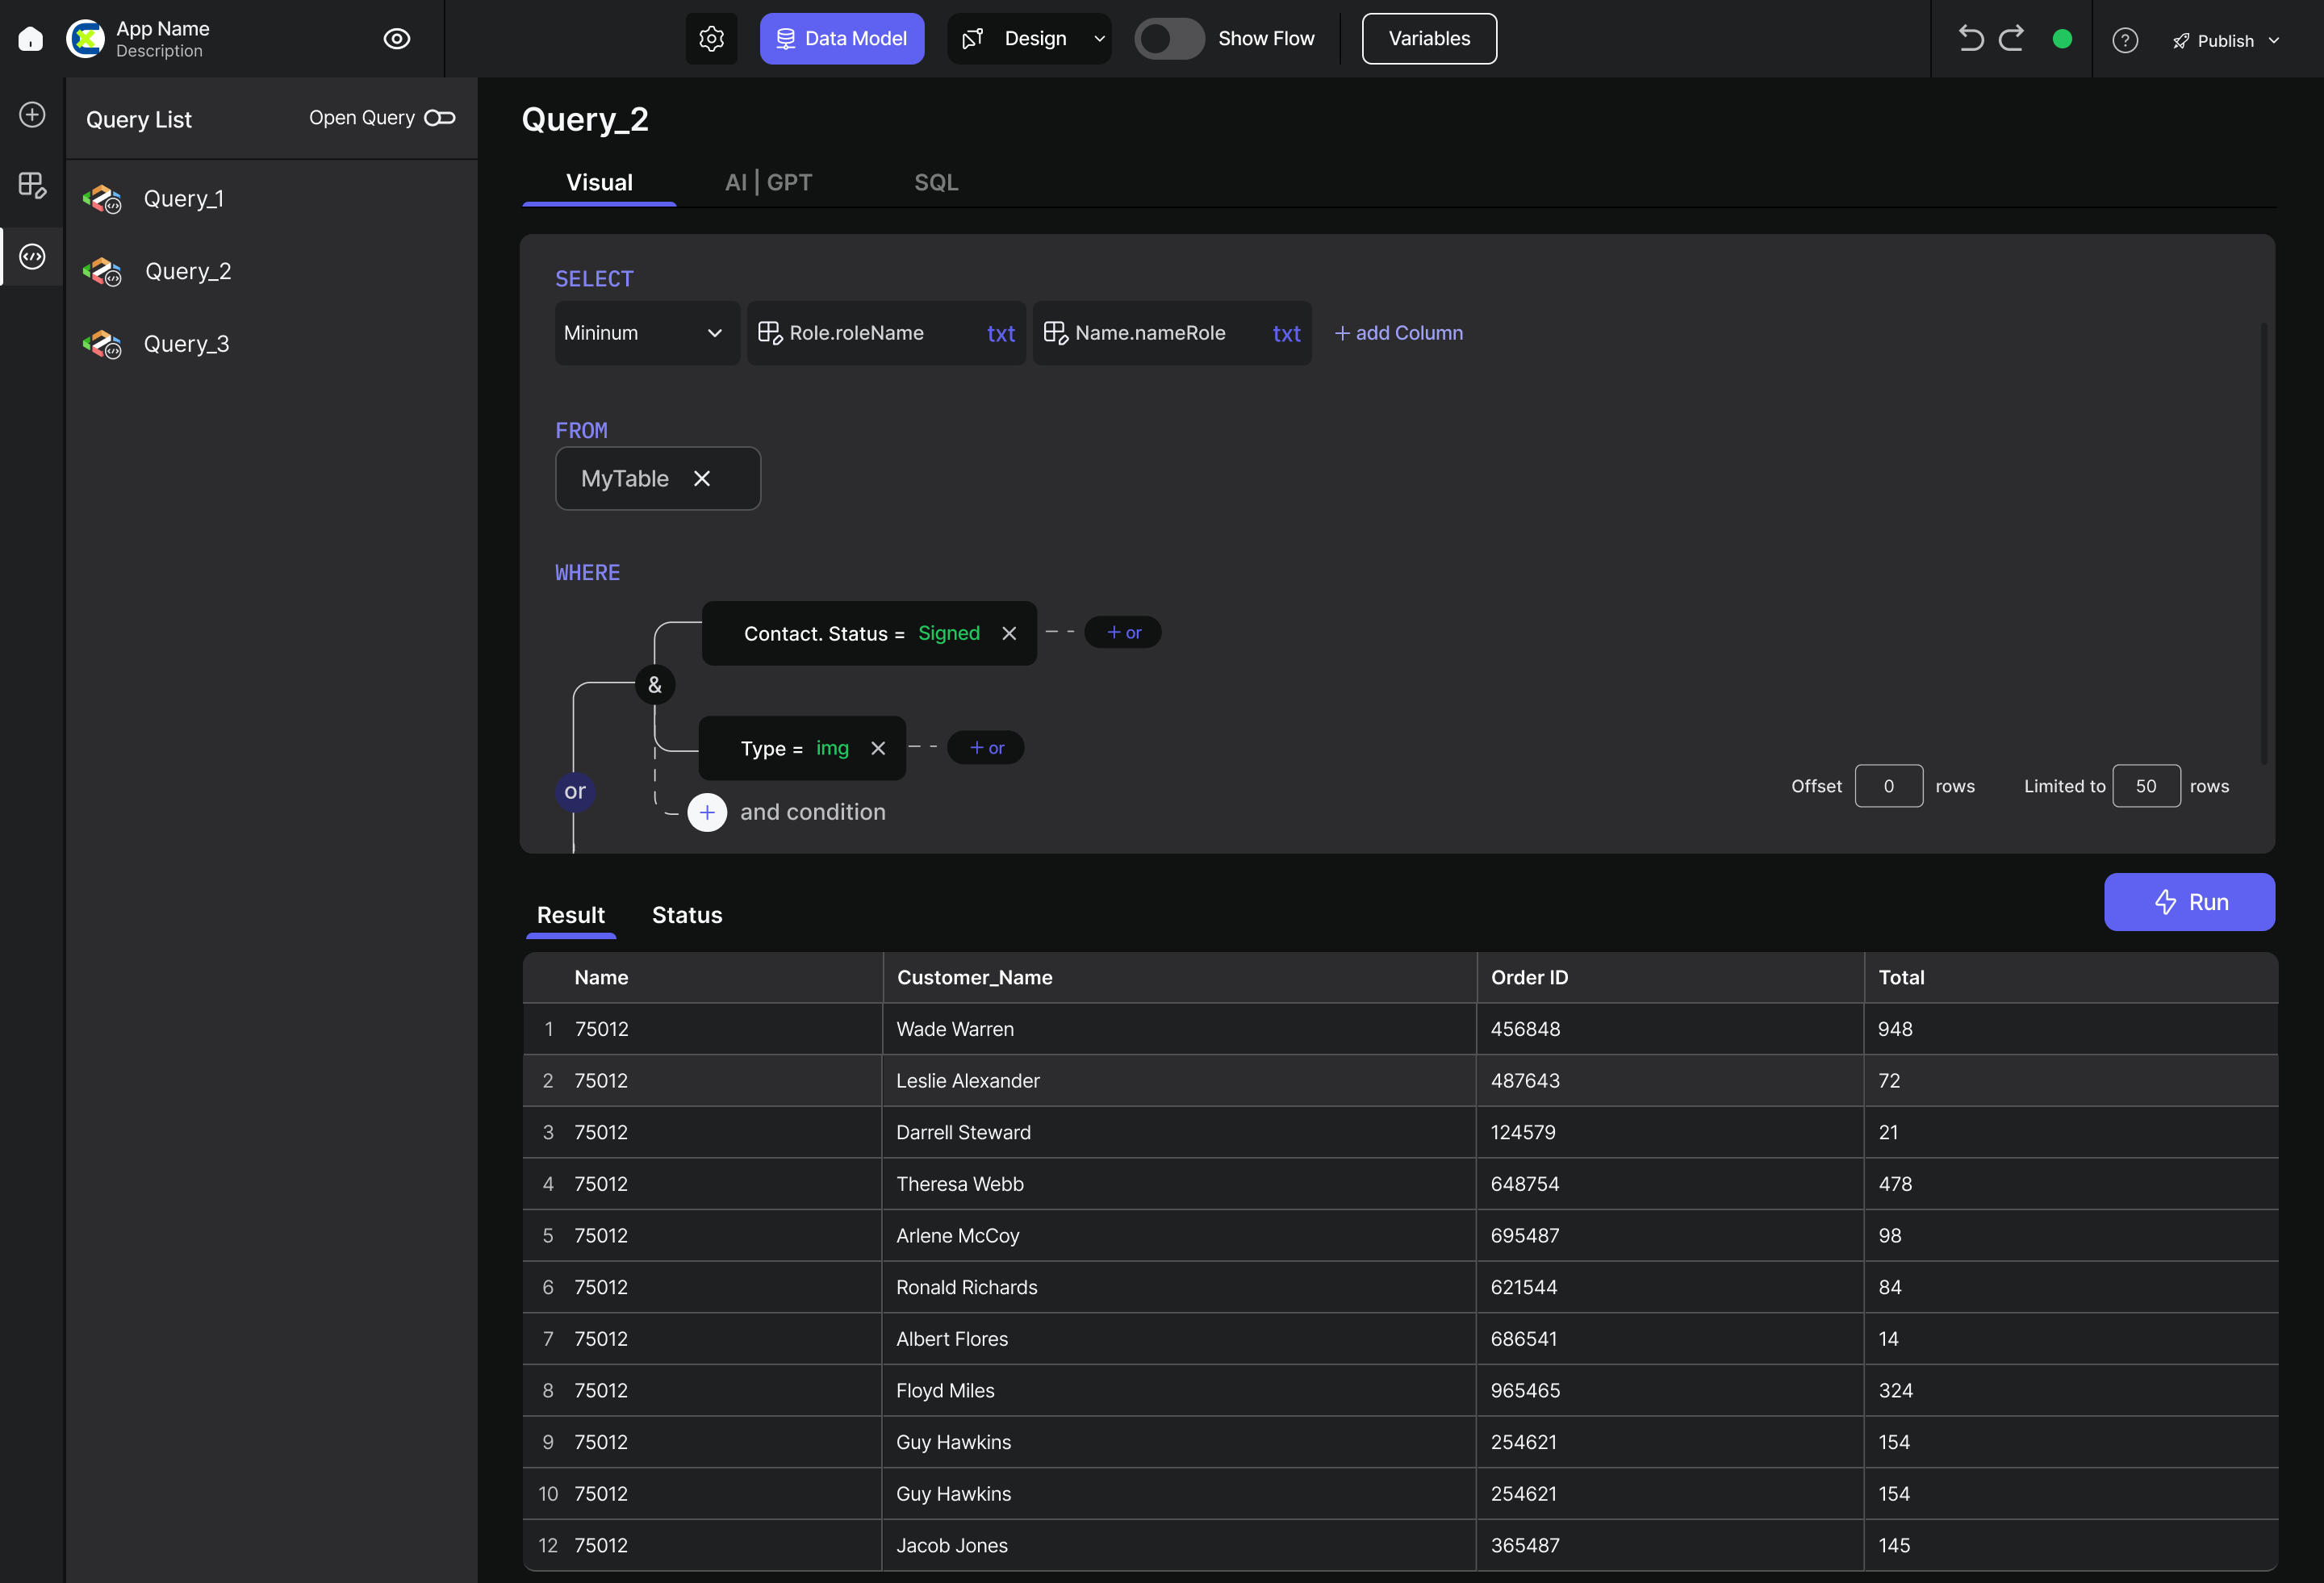 App Name
Description
Data Model
Design
Show Flow
Variables
Publish
Query List
Open Query
Query_1
Query_2
Query_3
Query_2
Visual
AI | GPT
SQL
SELECT
Mininum
Role.roleName txt
Name.nameRole txt
+ add Column
FROM
MyTable
WHERE
Contact. Status = Signed
+ or
&
Type = img
+ or
or
+ and condition
Offset 0 rows
Limited to 50 rows
Run
Result
Status
Name Customer_Name Order ID Total
1 75012 Wade Warren 456848 948
2 75012 Leslie Alexander 487643 72
3 75012 Darrell Steward 124579 21
4 75012 Theresa Webb 648754 478
5 75012 Arlene McCoy 695487 98
6 75012 Ronald Richards 621544 84
7 75012 Albert Flores 686541 14
8 75012 Floyd Miles 965465 324
9 75012 Guy Hawkins 254621 154
10 75012 Guy Hawkins 254621 154
12 75012 Jacob Jones 365487 145